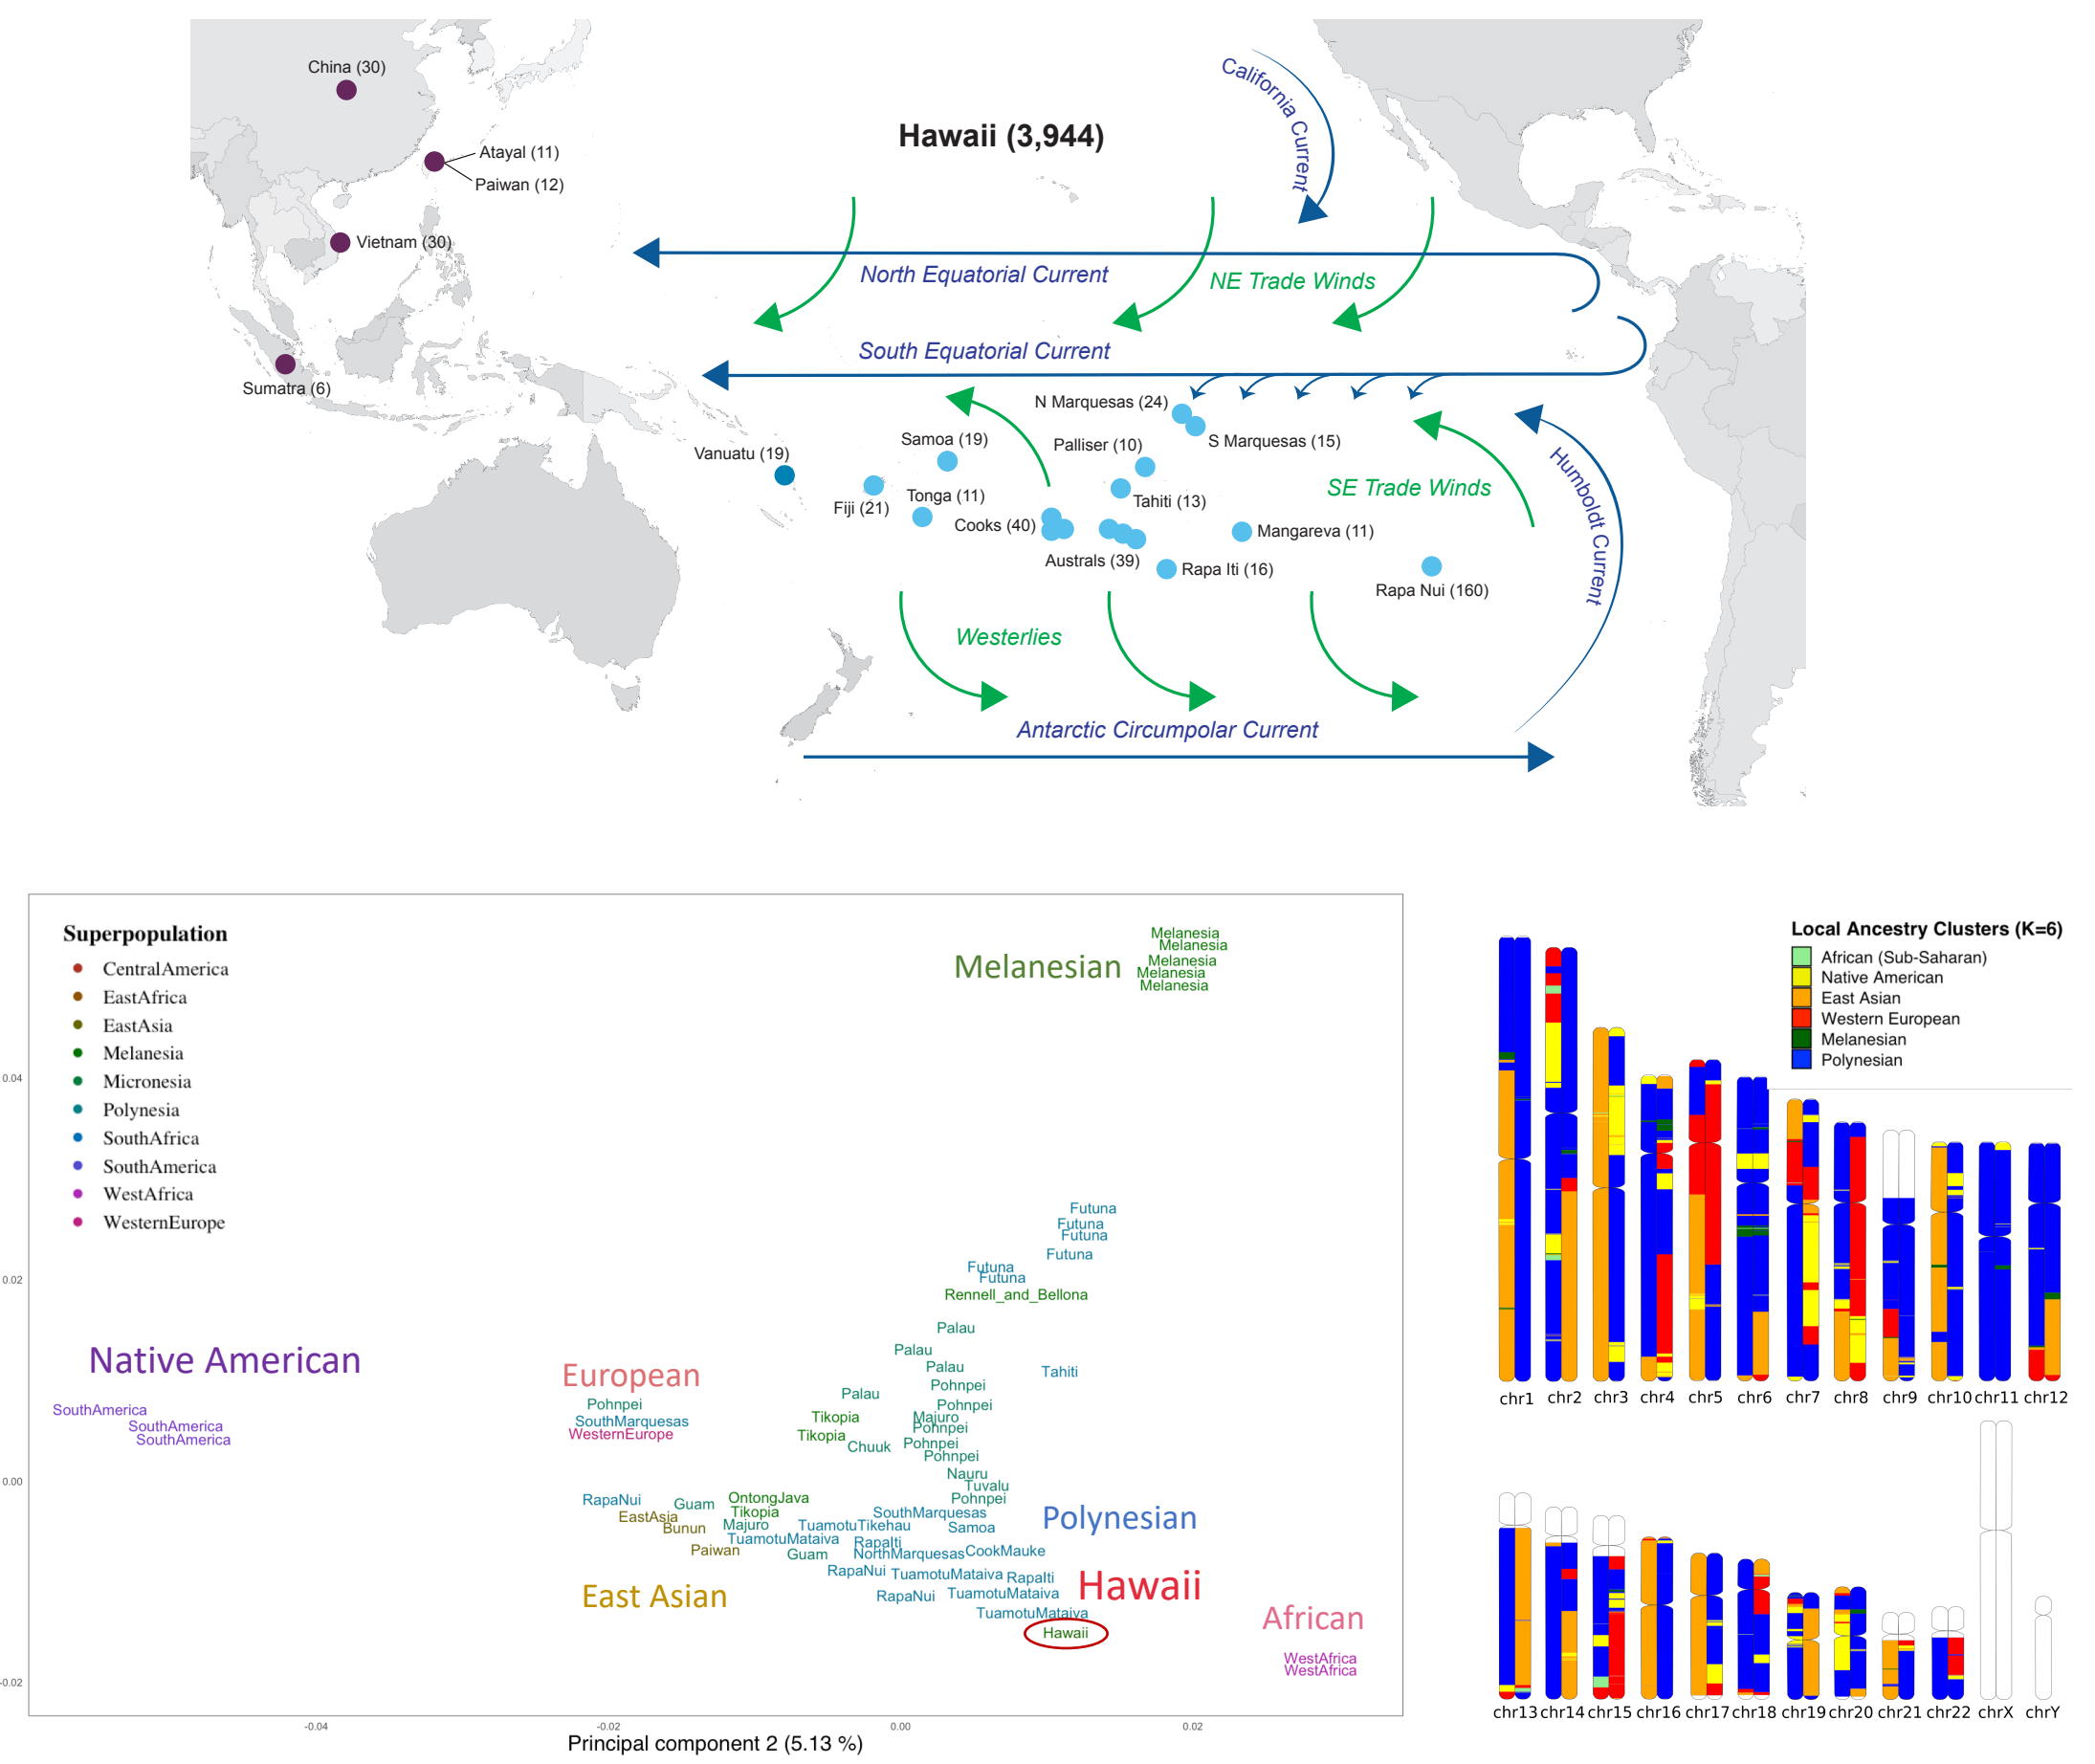 China (30)
Atayal (11)
Paiwan (12)
Vietnam (30)
Sumatra (6)
Hawaii (3,944)
California Current
North Equatorial Current
NE Trade Winds
South Equatorial Current
N Marquesas (24)
S Marquesas (15)
Samoa (19)
Palliser (10)
Vanuatu (19)
Fiji (21)
Tonga (11)
Tahiti (13)
Cooks (40)
Australs (39)
Mangareva (11)
Rapa Iti (16)
Rapa Nui (160)
SE Trade Winds
Humboldt Current
Westerlies
Antarctic Circumpolar Current
Superpopulation
CentralAmerica
EastAfrica
EastAsia
Melanesia
Micronesia
Polynesia
SouthAfrica
SouthAmerica
WestAfrica
WesternEurope
Melanesian
Melanesia
Melanesia
Melanesia
Melanesia
Melanesia
0.04
0.02
0.00
-0.02
Futuna
Futuna
Futuna
Futuna
Futuna
Futuna
Rennell_and_Bellona
Palau
Palau
Palau
Tahiti
Pohnpei
Palau
Pohnpei
Tikopia
Majuro
Pohnpei
Tikopia
Chuuk
Pohnpei
Pohnpei
Nauru
Tuvalu
Pohnpei
Native American
SouthAmerica
SouthAmerica
SouthAmerica
European
Pohnpei
SouthMarquesas
WesternEurope
RapaNui
Guam
OntongJava
EastAsia
Tikopia
SouthMarquesas
Bunun
Majuro
TuamotuTikehau
Samoa
Polynesian
TuamotuMataiva
RapaIti
Paiwan
Guam
NorthMarquesas
CookMauke
RapaNui
TuamotuMataiva
RapaIti
East Asian
RapaNui
TuamotuMataiva
Hawaii
TuamotuMataiva
Hawaii
African
WestAfrica
WestAfrica
-0.04
-0.02
0.00
0.02
Principal component 2 (5.13 %)
Local Ancestry Clusters (K=6)
African (Sub-Saharan)
Native American
East Asian
Western European
Melanesian
Polynesian
chr1 chr2 chr3 chr4 chr5 chr6 chr7 chr8 chr9 chr10 chr11 chr12
chr13 chr14 chr15 chr16 chr17 chr18 chr19 chr20 chr21 chr22 chrX chrY